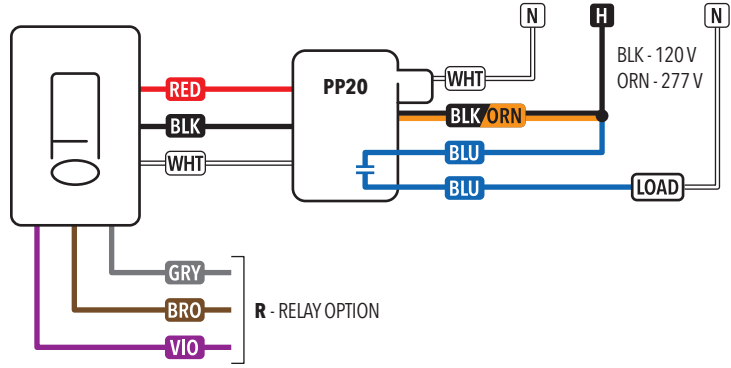 N
H
N
BLK - 120 V
ORN - 277 V
RED
PP20
WHT
BLK
BLK/ORN
WHT
BLU
BLU
LOAD
GRY
BRO
R - RELAY OPTION
VIO